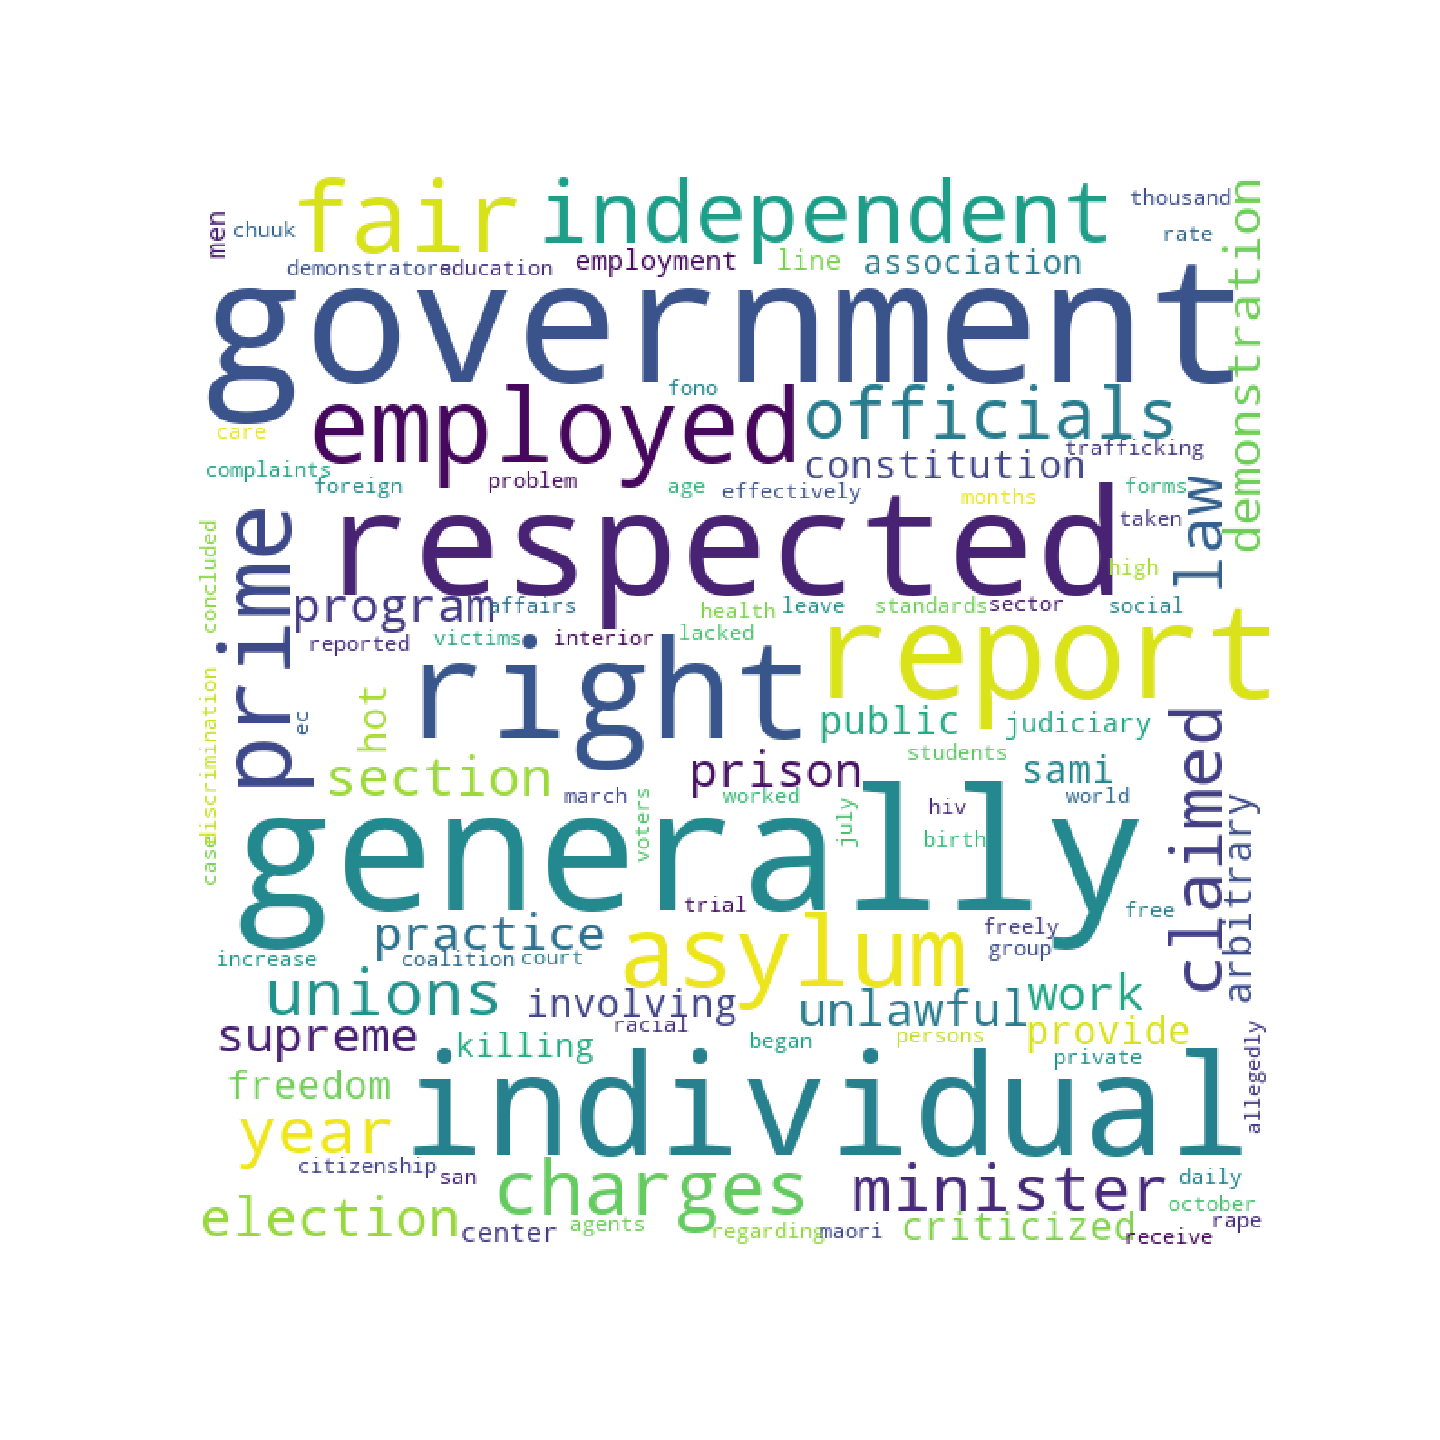 fair
independent
thousand
men
chuuk
demonstration
rate
demonstrators
education
employment
line
association
government
fono
employed
officials
care
trafficking
complaints
constitution
foreign
problem
age
effectively
months
forms
law
respected
taken
prime
concluded
high
program
affairs
health
leave
standards
sector
social
reported
victims
interior
lacked
report
right
discrimination
ec
hot
public
judiciary
claimed
students
section
prison
sami
march
worked
world
voters
july
hiv
arbitrary
generally
birth
case
trial
free
practice
asylum
freely
group
increase
coalition
court
unions
involving
unlawful
work
supreme
racial
provide
killing
began
persons
private
allegedly
freedom
individual
year
citizenship
san
charges
minister
daily
october
election
center
agents
regarding
maori
criticized
receive
rape